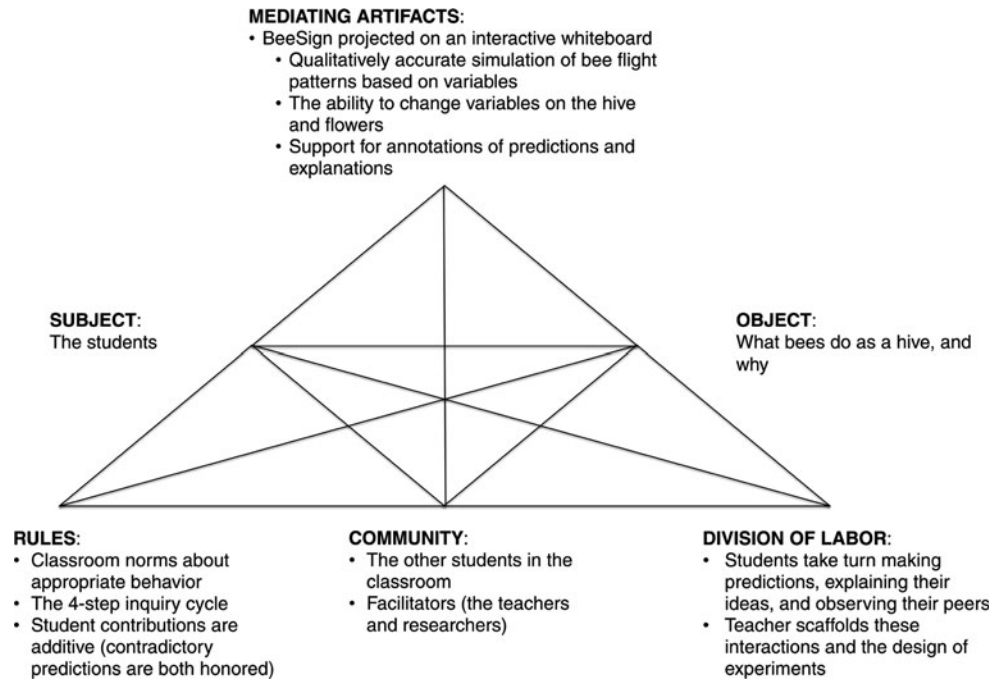 MEDIATING ARTIFACTS:
• BeeSign projected on an interactive whiteboard
• Qualitatively accurate simulation of bee flight
patterns based on variables
• The ability to change variables on the hive
and flowers
• Support for annotations of predictions and
explanations
SUBJECT:
The students
OBJECT:
What bees do as a hive, and
why
RULES:
• Classroom norms about
appropriate behavior
• The 4-step inquiry cycle
• Student contributions are
additive (contradictory
predictions are both honored)
COMMUNITY:
• The other students in the
classroom
• Facilitators (the teachers
and researchers)
DIVISION OF LABOR:
• Students take turn making
predictions, explaining their
ideas, and observing their peers
• Teacher scaffolds these
interactions and the design of
experiments